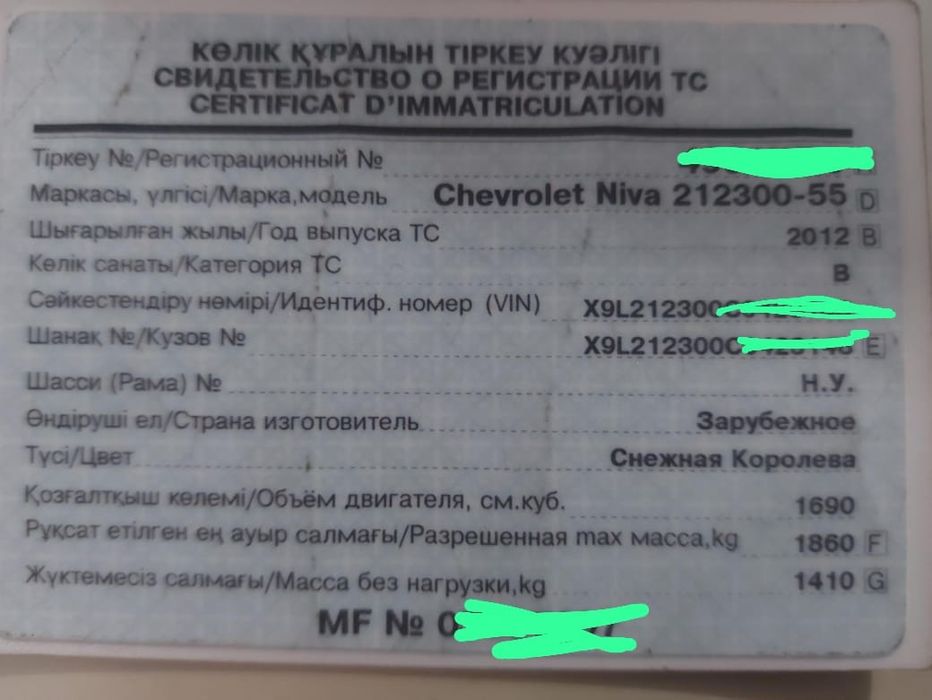 КӨЛІК ҚҰРАЛЫН ТІРКЕУ КУӘЛІГІ
СВИДЕТЕЛЬСТВО О РЕГИСТРАЦИИ ТС
CERTIFICAT D'IMMATRICULATION
Тіркеу №/Регистрационный №
Маркасы, үлгісі/Марка,модель Chevrolet Niva 212300-55 D
Шығарылған жылы/Год выпуска ТС 2012 B
Көлік санаты/Категория ТС B
Сәйкестендіру нөмірі/Идентиф. номер (VIN) X9L212300
Шанақ №/Кузов № X9L212300 E
Шасси (Рама) № Н.У.
Өндіруші ел/Страна изготовитель Зарубежное
Түсі/Цвет Снежная Королева
Қозғалтқыш көлемі/Объём двигателя, см.куб. 1690
Рұқсат етілген ең ауыр салмағы/Разрешенная max масса,kg 1860 F
Жүктемесіз салмағы/Масса без нагрузки,kg 1410 G
MF №